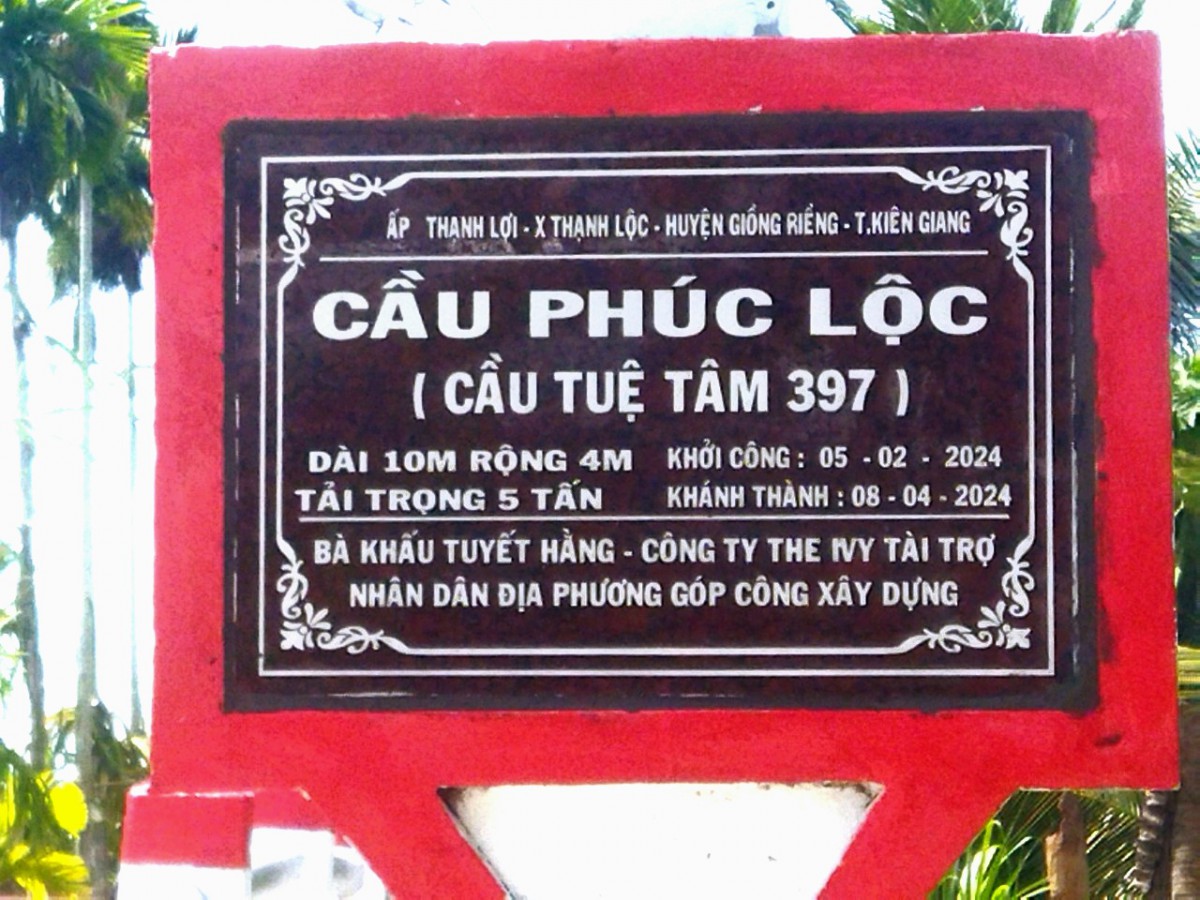 ẤP THẠNH LỢI - X THẠNH LỘC - HUYỆN GIỒNG RIỀNG - T.KIÊN GIANG
CẦU PHÚC LỘC
( CẦU TUỆ TÂM 397 )
DÀI 10M RỘNG 4M KHỞI CÔNG : 05 - 02 - 2024
TẢI TRỌNG 5 TẤN KHÁNH THÀNH : 08 - 04 - 2024
BÀ KHẤU TUYẾT HẰNG - CÔNG TY THE IVY TÀI TRỢ
NHÂN DÂN ĐỊA PHƯƠNG GÓP CÔNG XÂY DỰNG